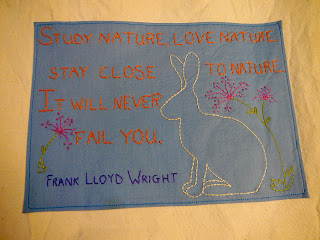 STUDY NATURE, LOVE NATURE,
STAY CLOSE TO NATURE.
IT WILL NEVER
FAIL YOU.
FRANK LLOYD WRIGHT